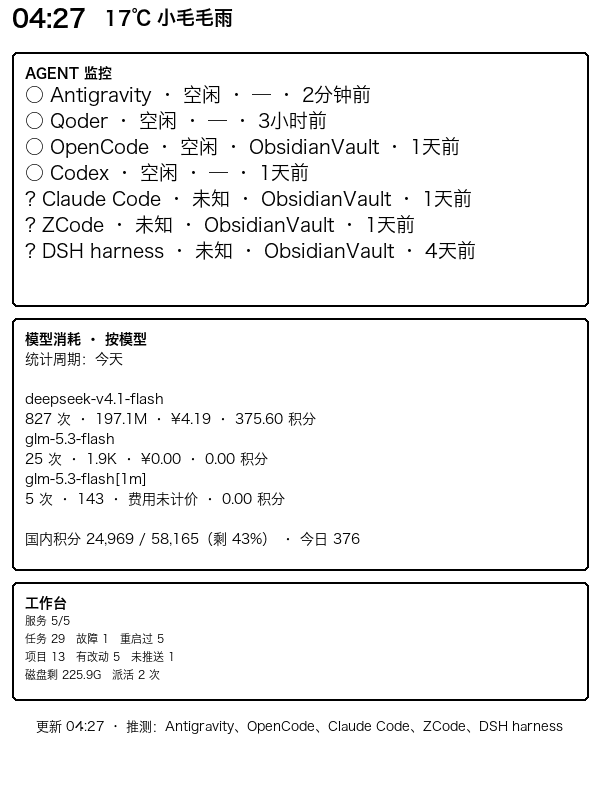 04:27 17℃ 小毛毛雨
AGENT 监控
○ Antigravity · 空闲 · — · 2分钟前
○ Qoder · 空闲 · — · 3小时前
○ OpenCode · 空闲 · ObsidianVault · 1天前
○ Codex · 空闲 · — · 1天前
? Claude Code · 未知 · ObsidianVault · 1天前
? ZCode · 未知 · ObsidianVault · 1天前
? DSH harness · 未知 · ObsidianVault · 4天前
模型消耗 · 按模型
统计周期：今天
deepseek-v4.1-flash
827 次 · 197.1M · ¥4.19 · 375.60 积分
glm-5.3-flash
25 次 · 1.9K · ¥0.00 · 0.00 积分
glm-5.3-flash[1m]
5 次 · 143 · 费用未计价 · 0.00 积分
国内积分 24,969 / 58,165（剩 43%） · 今日 376
工作台
服务 5/5
任务 29 故障 1 重启过 5
项目 13 有改动 5 未推送 1
磁盘剩 225.9G 派活 2 次
更新 04:27 · 推测：Antigravity、OpenCode、Claude Code、ZCode、DSH harness